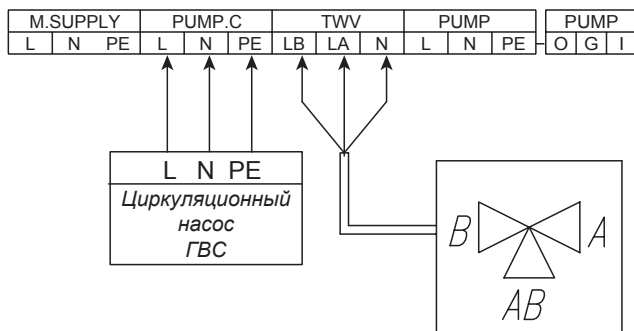 M.SUPPLY PUMP.C TWV PUMP PUMP
L N PE L N PE LB LA N L N PE O G I
L N PE
Циркуляционный
насос
ГВС
B A
AB